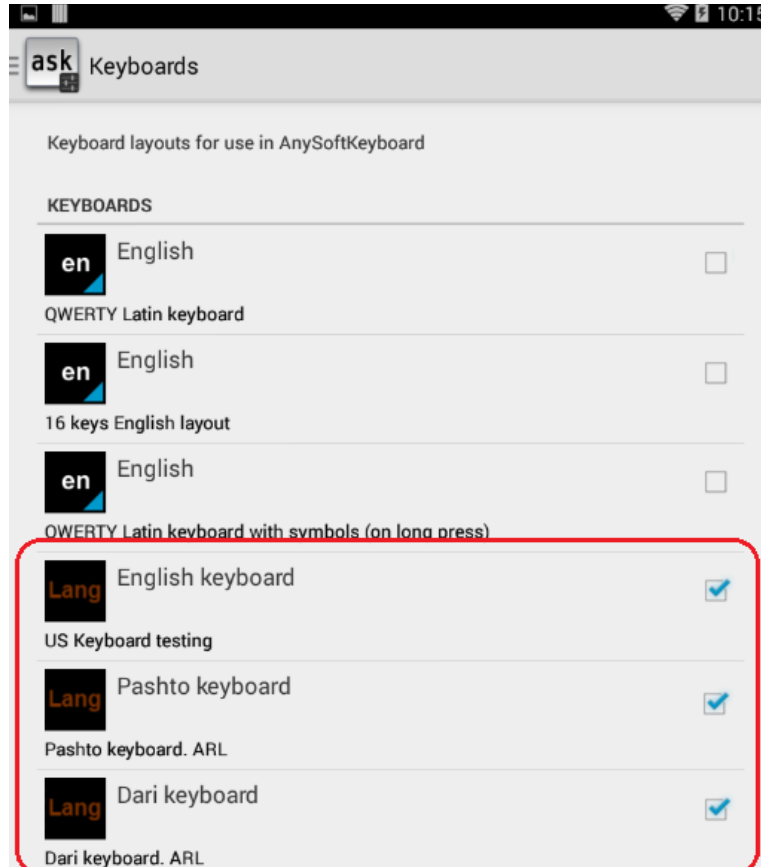 10:15
ask Keyboards
Keyboard layouts for use in AnySoftKeyboard
KEYBOARDS
en English
QWERTY Latin keyboard
en English
16 keys English layout
en English
QWERTY Latin keyboard with symbols (on long press)
Lang English keyboard
US Keyboard testing
Lang Pashto keyboard
Pashto keyboard. ARL
Lang Dari keyboard
Dari keyboard. ARL